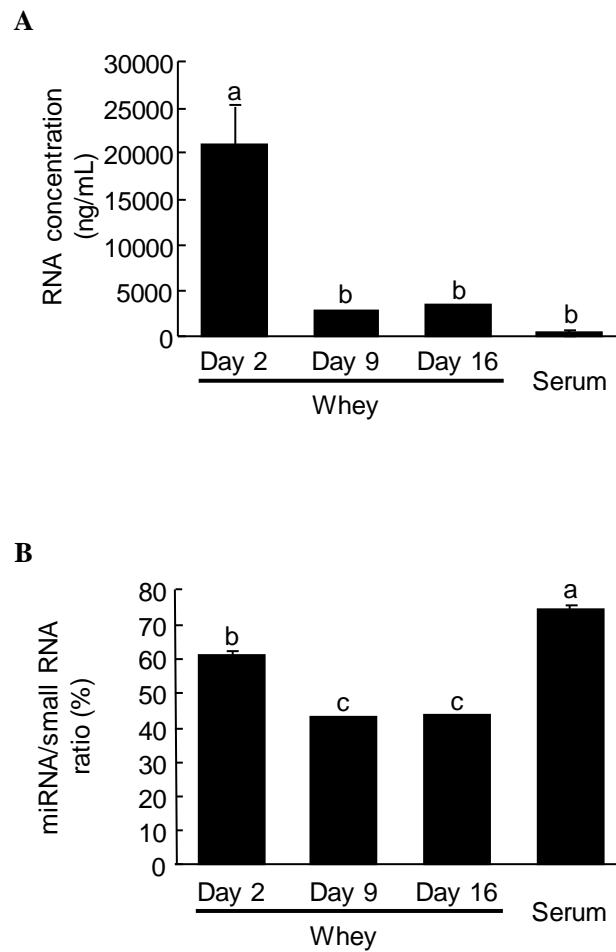 A
RNA concentration
(ng/mL)
30000
25000
20000
15000
10000
5000
0
a
b
b
b
Day 2
Day 9
Day 16
Serum
Whey
B
miRNA/small RNA
ratio (%)
80
70
60
50
40
30
20
10
0
b
c
c
a
Day 2
Day 9
Day 16
Serum
Whey